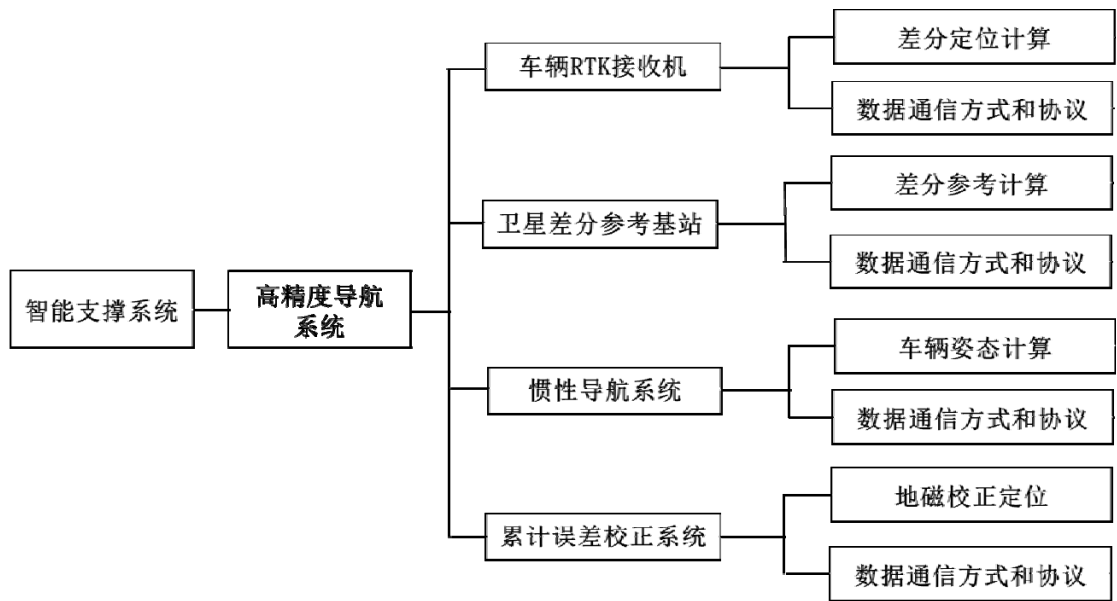 智能支撑系统
高精度导航
系统
车辆RTK接收机
差分定位计算
数据通信方式和协议
卫星差分参考基站
差分参考计算
数据通信方式和协议
惯性导航系统
车辆姿态计算
数据通信方式和协议
累计误差校正系统
地磁校正定位
数据通信方式和协议